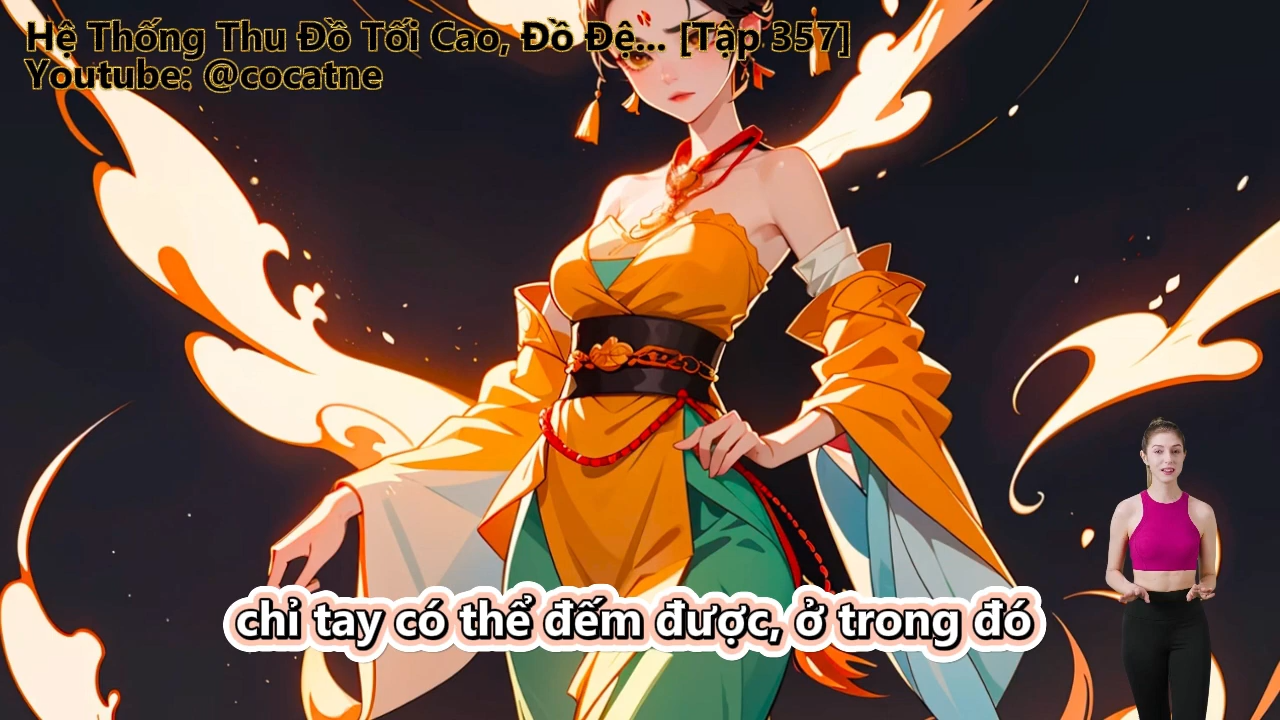 Hệ Thống Thu Đồ Tối Cao, Đồ Đệ... [Tập 357]
Youtube: @cocatne
chỉ tay có thể đếm được, ở trong đó